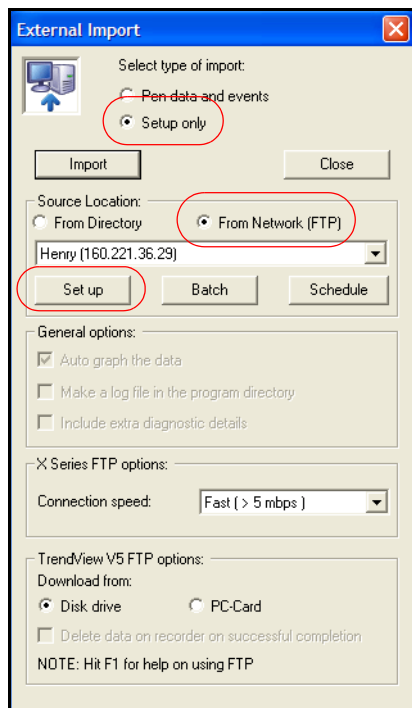 External Import
Select type of import:
Pen data and events
Setup only
Import Close
Source Location:
From Directory From Network (FTP)
Henry (160.221.36.29)
Set up Batch Schedule
General options:
Auto graph the data
Make a log file in the program directory
Include extra diagnostic details
X Series FTP options:
Connection speed: Fast ( > 5 mbps )
TrendView V5 FTP options:
Download from:
Disk drive PC-Card
Delete data on recorder on successful completion
NOTE: Hit F1 for help on using FTP